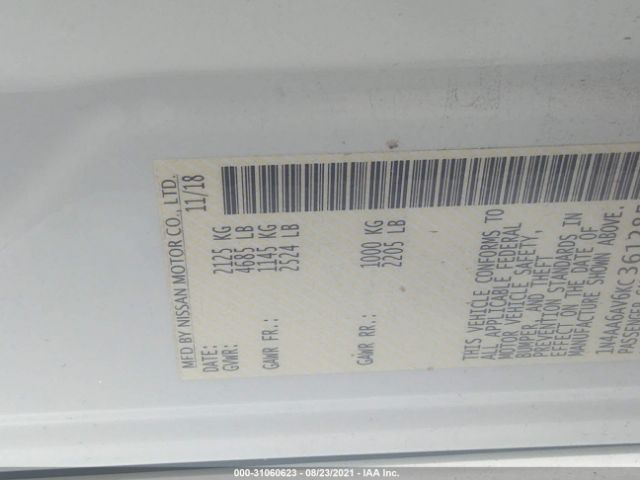 MFD BY NISSAN MOTOR CO., LTD.
DATE: 11/18
GVWR: 2125 KG
4685 LB
GAWR FR.: 1145 KG
2524 LB
GAWR RR.: 1000 KG
2205 LB
THIS VEHICLE CONFORMS TO
ALL APPLICABLE FEDERAL
MOTOR VEHICLE SAFETY,
BUMPER, AND THEFT
PREVENTION STANDARDS IN
EFFECT ON THE DATE OF
MANUFACTURE SHOWN ABOVE.
PASSENGER
000-31060623 - 08/23/2021 - IAA Inc.